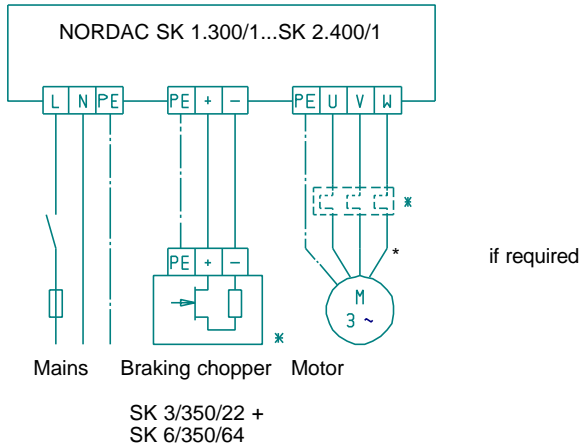 NORDAC SK 1.300/1...SK 2.400/1
L N PE PE + − PE U V W
*
PE + −
* if required
M
3 ~
*
Mains Braking chopper Motor
SK 3/350/22 +
SK 6/350/64